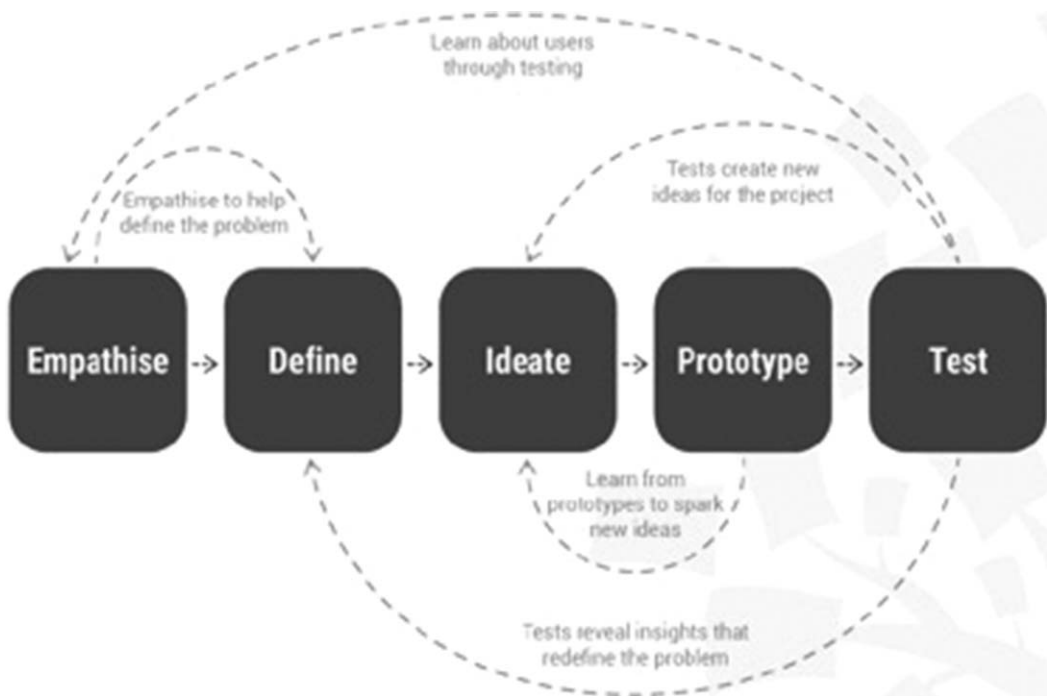 Learn about users
through testing
Tests create new
ideas for the project
Empathise to help
define the problem
Empathise
Define
Ideate
Prototype
Test
Learn from
prototypes to spark
new ideas
Tests reveal insights that
redefine the problem